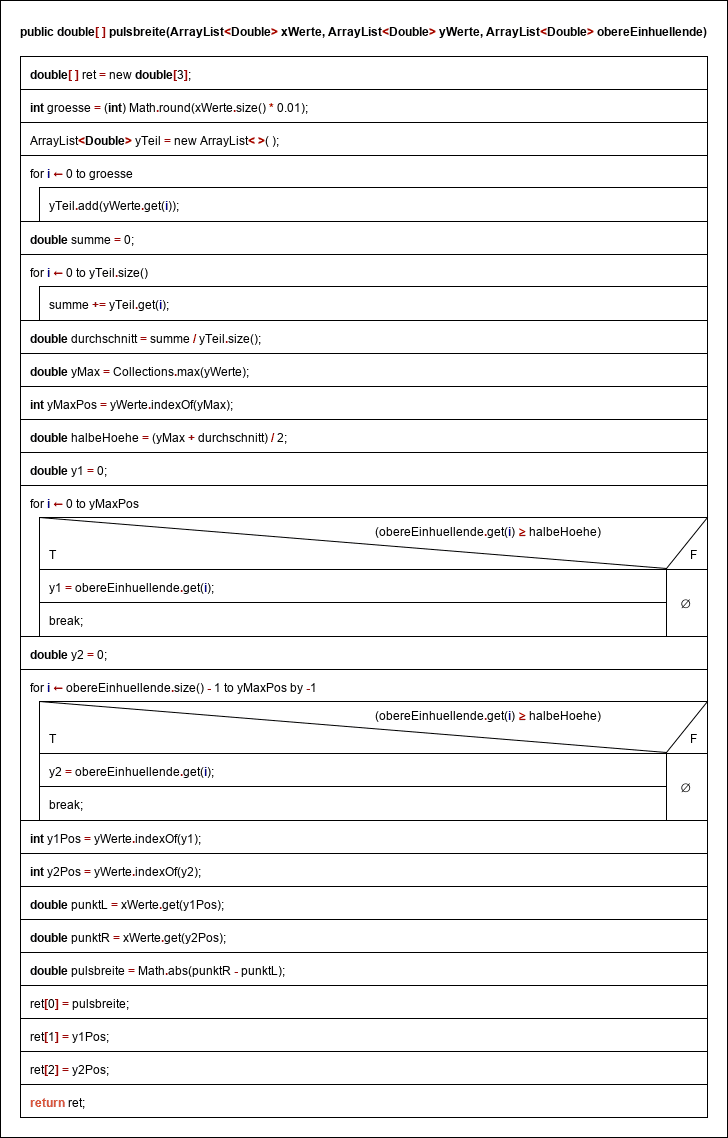 public double[ ] pulsbreite(ArrayList<Double> xWerte, ArrayList<Double> yWerte, ArrayList<Double> obereEinhuellende)
double[ ] ret = new double[3];
int groesse = (int) Math.round(xWerte.size() * 0.01);
ArrayList<Double> yTeil = new ArrayList< >( );
for i ← 0 to groesse
yTeil.add(yWerte.get(i));
double summe = 0;
for i ← 0 to yTeil.size()
summe += yTeil.get(i);
double durchschnitt = summe / yTeil.size();
double yMax = Collections.max(yWerte);
int yMaxPos = yWerte.indexOf(yMax);
double halbeHoehe = (yMax + durchschnitt) / 2;
double y1 = 0;
for i ← 0 to yMaxPos
(obereEinhuellende.get(i) ≥ halbeHoehe)
T F
y1 = obereEinhuellende.get(i);
∅
break;
double y2 = 0;
for i ← obereEinhuellende.size() - 1 to yMaxPos by -1
(obereEinhuellende.get(i) ≥ halbeHoehe)
T F
y2 = obereEinhuellende.get(i);
∅
break;
int y1Pos = yWerte.indexOf(y1);
int y2Pos = yWerte.indexOf(y2);
double punktL = xWerte.get(y1Pos);
double punktR = xWerte.get(y2Pos);
double pulsbreite = Math.abs(punktR - punktL);
ret[0] = pulsbreite;
ret[1] = y1Pos;
ret[2] = y2Pos;
return ret;